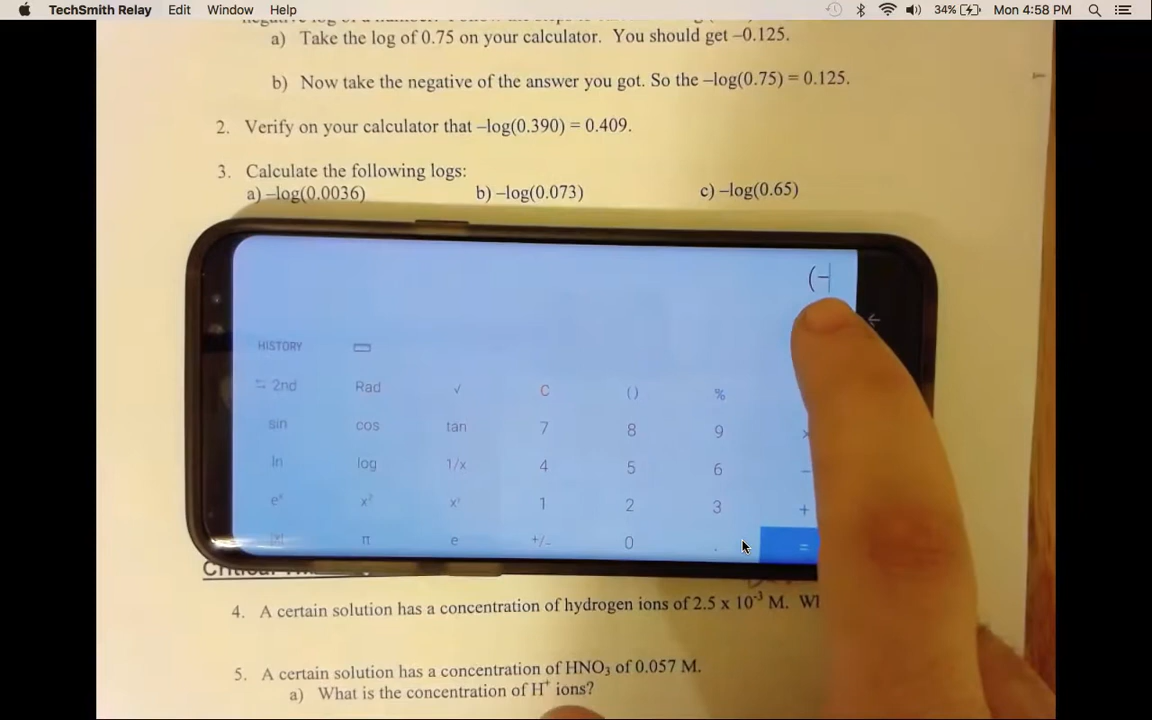 TechSmith Relay Edit Window Help 34% Mon 4:58 PM
a) Take the log of 0.75 on your calculator. You should get –0.125.
b) Now take the negative of the answer you got. So the –log(0.75) = 0.125.
2. Verify on your calculator that –log(0.390) = 0.409.
3. Calculate the following logs:
a) –log(0.0036) b) –log(0.073) c) –log(0.65)
(-
HISTORY
2nd Rad √ C () %
sin cos tan 7 8 9 ×
ln log 1/x 4 5 6 −
eˣ x² xʸ 1 2 3 +
|x| π e +/- 0 . =
4. A certain solution has a concentration of hydrogen ions of 2.5 x 10⁻³ M.
5. A certain solution has a concentration of HNO₃ of 0.057 M.
a) What is the concentration of H⁺ ions?